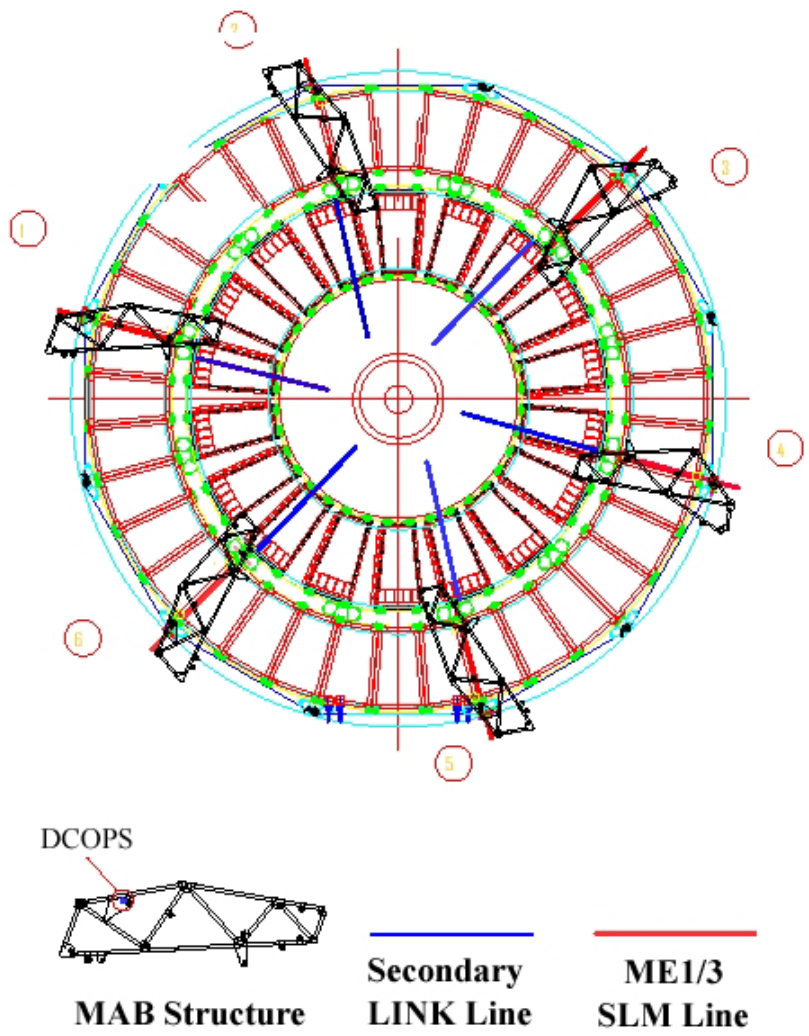 2
3
1
4
6
5
DCOPS
MAB Structure
Secondary
LINK Line
ME1/3
SLM Line